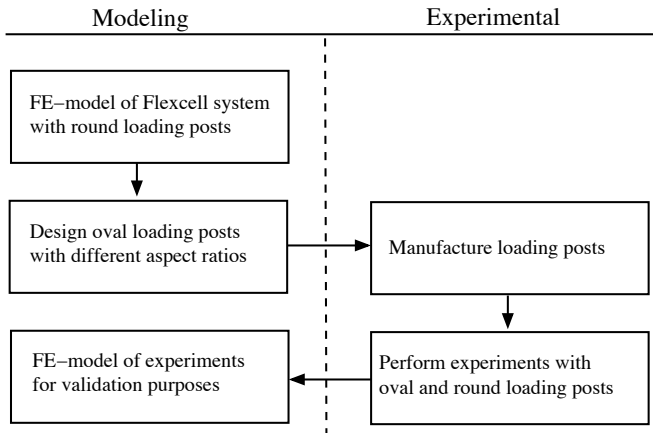 Modeling
Experimental
FE−model of Flexcell system
with round loading posts
Design oval loading posts
with different aspect ratios
Manufacture loading posts
FE−model of experiments
for validation purposes
Perform experiments with
oval and round loading posts